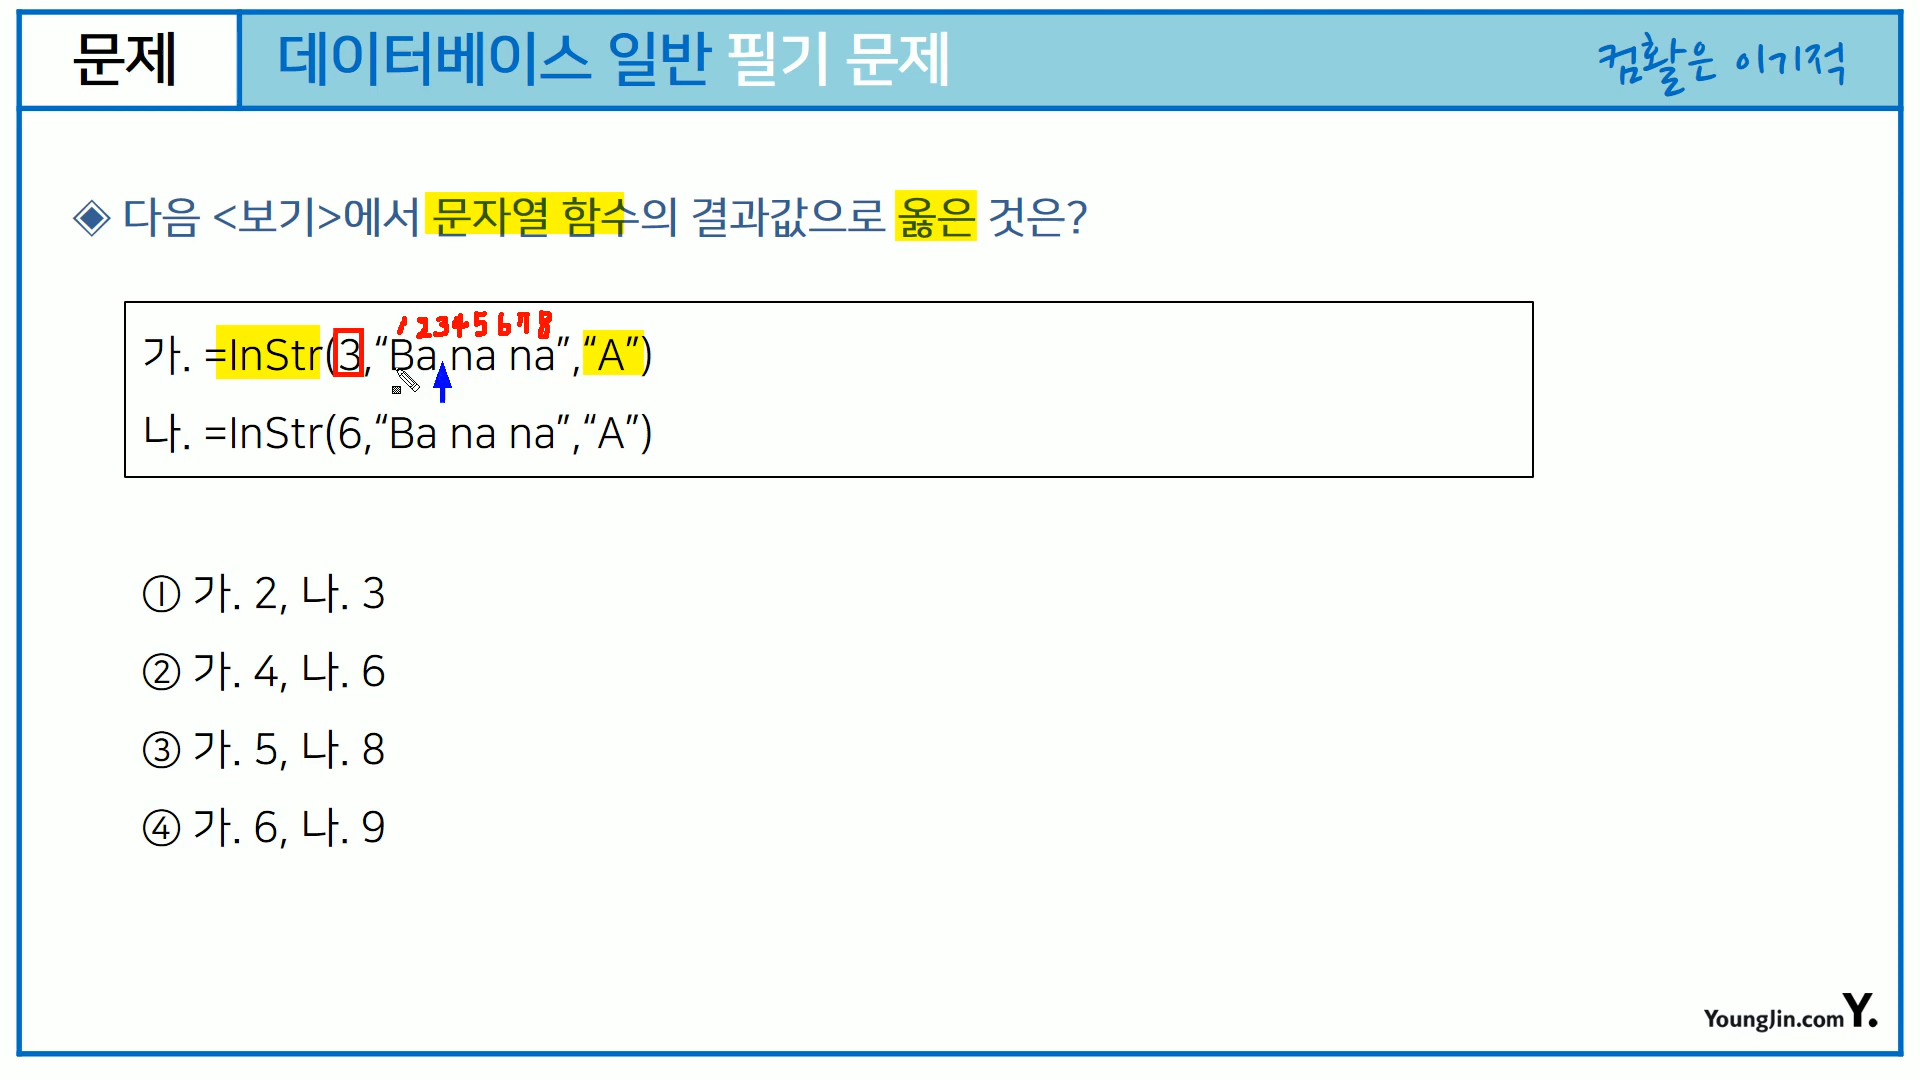 문제
데이터베이스 일반 필기 문제
컴활은 이기적
◈ 다음 <보기>에서 문자열 함수의 결과값으로 옳은 것은?
1 2 3 4 5 6 7 8
가. =InStr(3,“Ba na na”,“A”)
나. =InStr(6,“Ba na na”,“A”)
① 가. 2, 나. 3
② 가. 4, 나. 6
③ 가. 5, 나. 8
④ 가. 6, 나. 9
YoungJin.com Y.